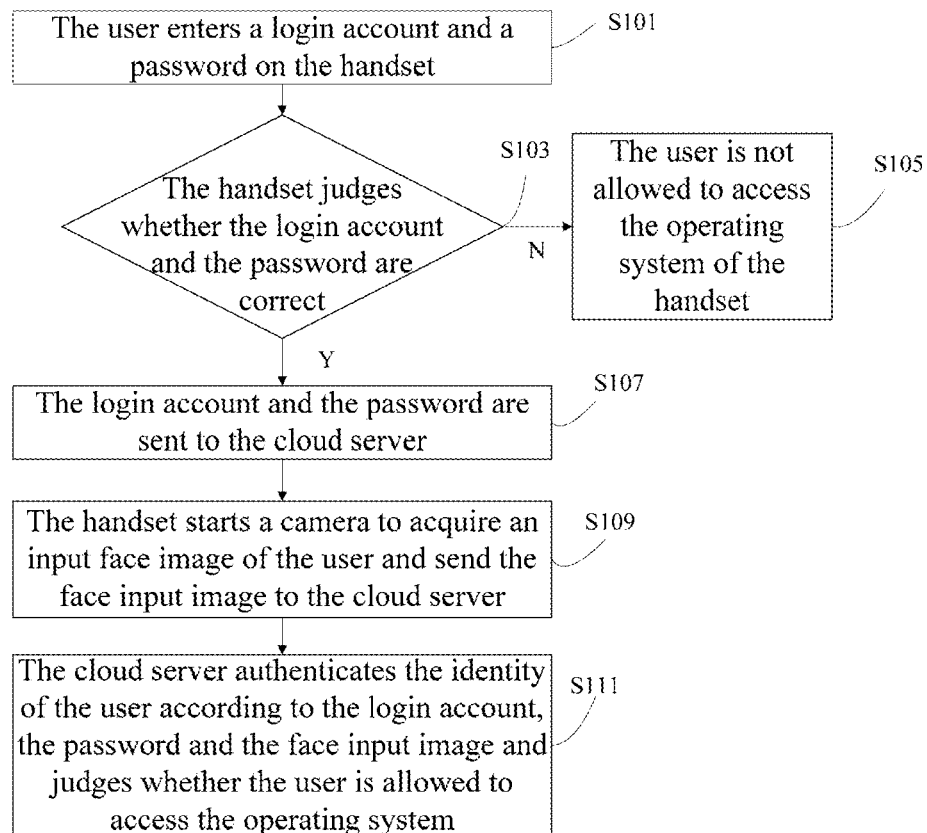 The user enters a login account and a
password on the handset
S101
The handset judges
whether the login account
and the password are
correct
S103
N
The user is not
allowed to access
the operating
system of the
handset
S105
Y
The login account and the password are
sent to the cloud server
S107
The handset starts a camera to acquire an
input face image of the user and send the
face input image to the cloud server
S109
The cloud server authenticates the identity
of the user according to the login account,
the password and the face input image and
judges whether the user is allowed to
access the operating system
S111